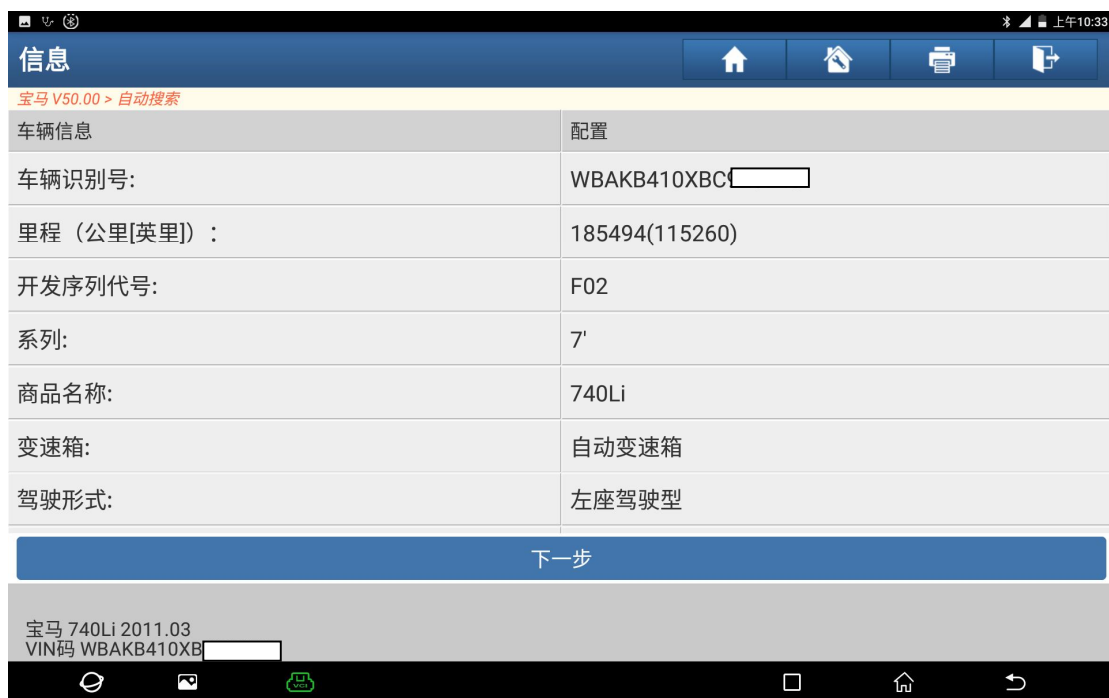 上午10:33
信息
宝马 V50.00 > 自动搜索
车辆信息 配置
车辆识别号: WBAKB410XBC
里程（公里[英里]）: 185494(115260)
开发序列代号: F02
系列: 7'
商品名称: 740Li
变速箱: 自动变速箱
驾驶形式: 左座驾驶型
下一步
宝马 740Li 2011.03
VIN码 WBAKB410XB
VCI